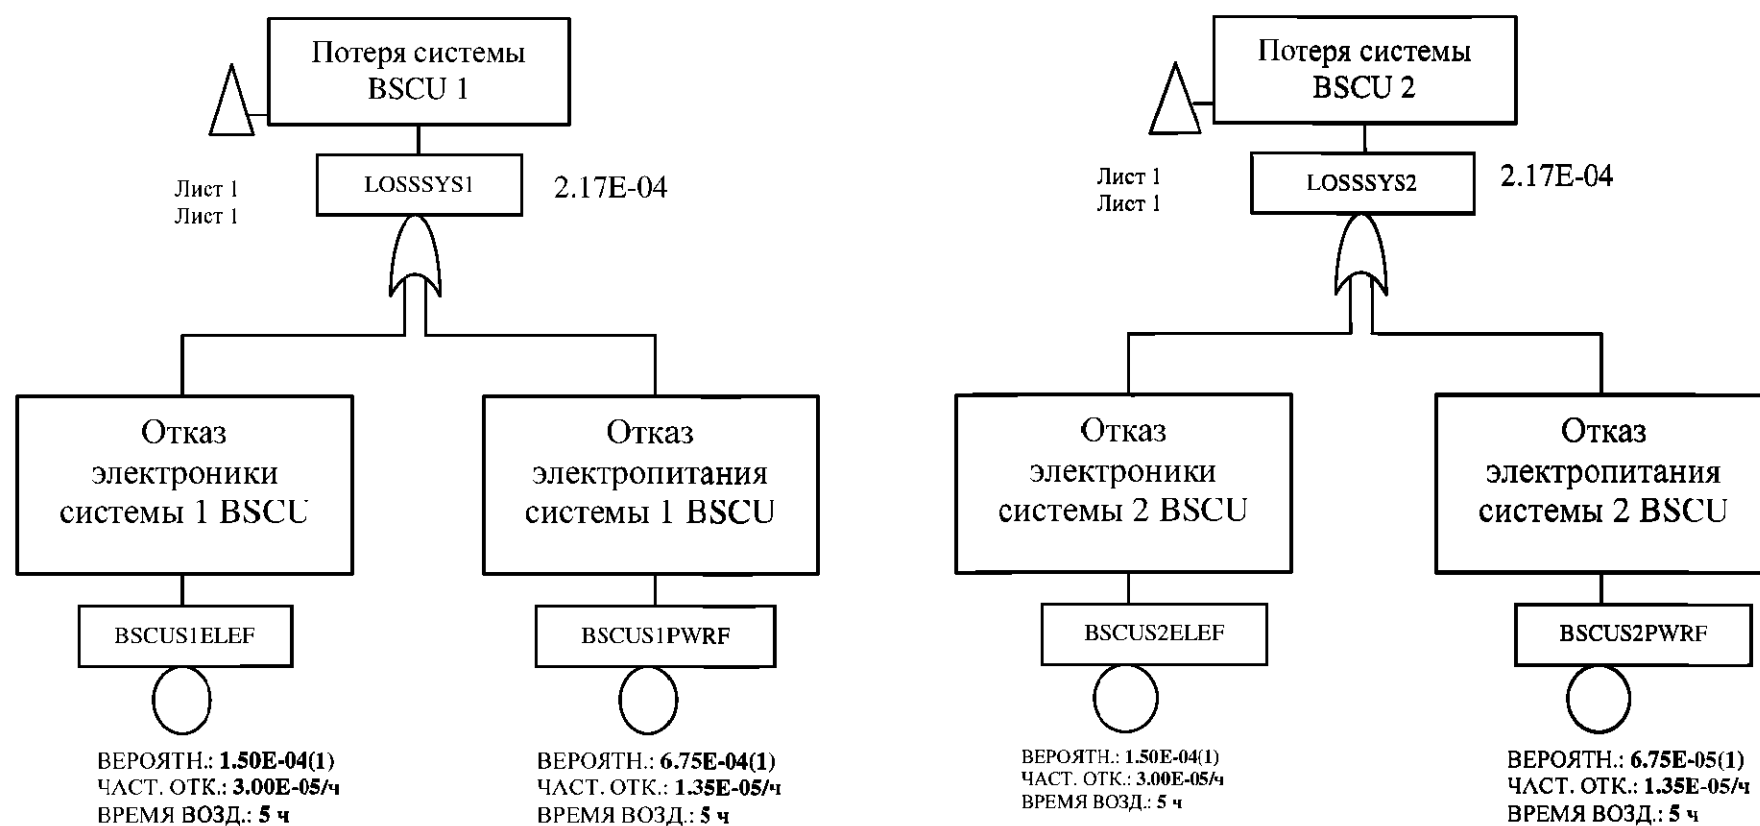 Потеря системы
BSCU 1
Лист 1
Лист 1
LOSSSYS1
2.17E-04
Отказ
электроники
системы 1 BSCU
Отказ
электропитания
системы 1 BSCU
BSCUS1ELEF
BSCUS1PWRF
ВЕРОЯТН.: 1.50E-04(1)
ЧАСТ. ОТК.: 3.00E-05/ч
ВРЕМЯ ВОЗД.: 5 ч
ВЕРОЯТН.: 6.75E-04(1)
ЧАСТ. ОТК.: 1.35E-05/ч
ВРЕМЯ ВОЗД.: 5 ч
Потеря системы
BSCU 2
Лист 1
Лист 1
LOSSSYS2
2.17E-04
Отказ
электроники
системы 2 BSCU
Отказ
электропитания
системы 2 BSCU
BSCUS2ELEF
BSCUS2PWRF
ВЕРОЯТН.: 1.50E-04(1)
ЧАСТ. ОТК.: 3.00E-05/ч
ВРЕМЯ ВОЗД.: 5 ч
ВЕРОЯТН.: 6.75E-05(1)
ЧАСТ. ОТК.: 1.35E-05/ч
ВРЕМЯ ВОЗД.: 5 ч